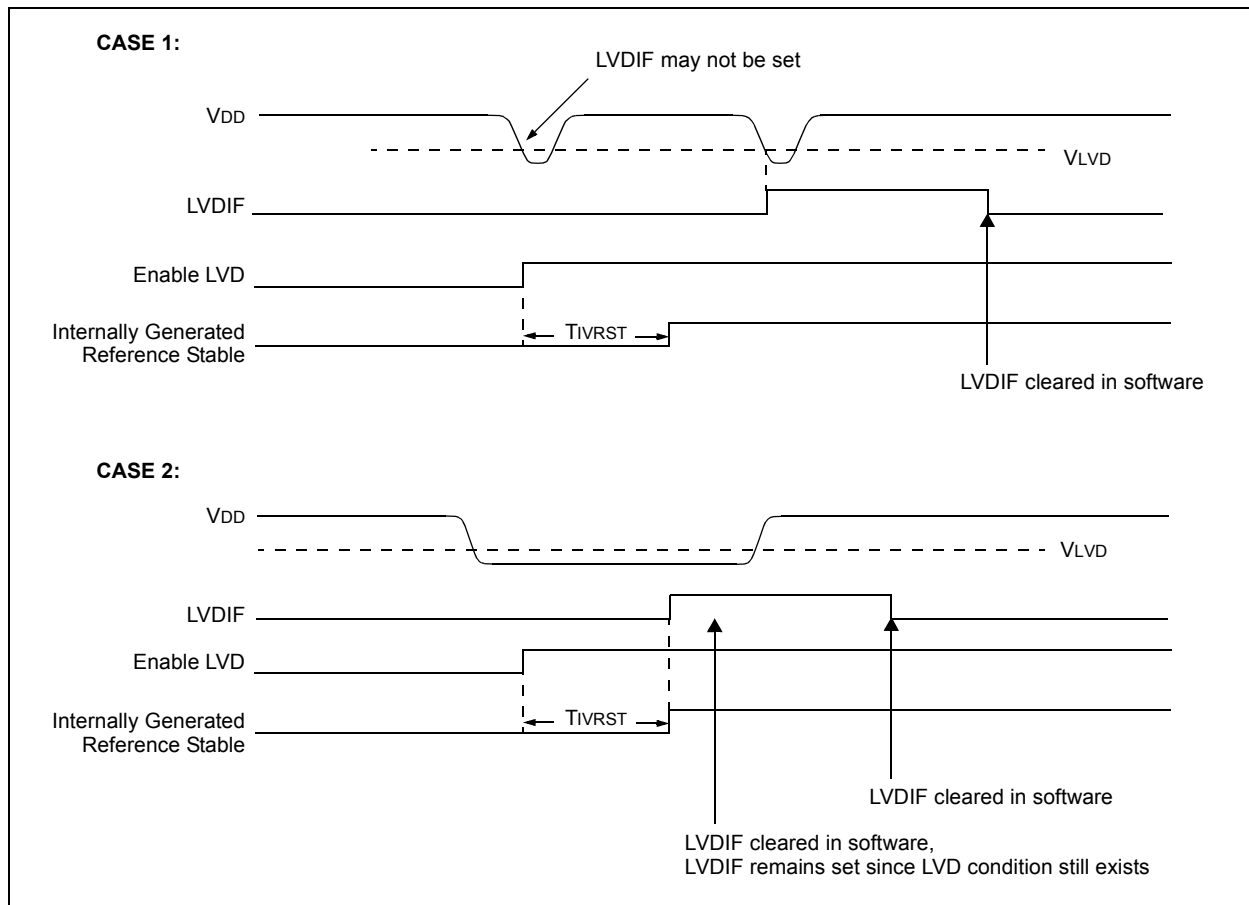 CASE 1:
LVDIF may not be set
VDD
VLVD
LVDIF
Enable LVD
TIVRST
Internally Generated
Reference Stable
LVDIF cleared in software
CASE 2:
VDD
VLVD
LVDIF
Enable LVD
TIVRST
Internally Generated
Reference Stable
LVDIF cleared in software
LVDIF cleared in software,
LVDIF remains set since LVD condition still exists